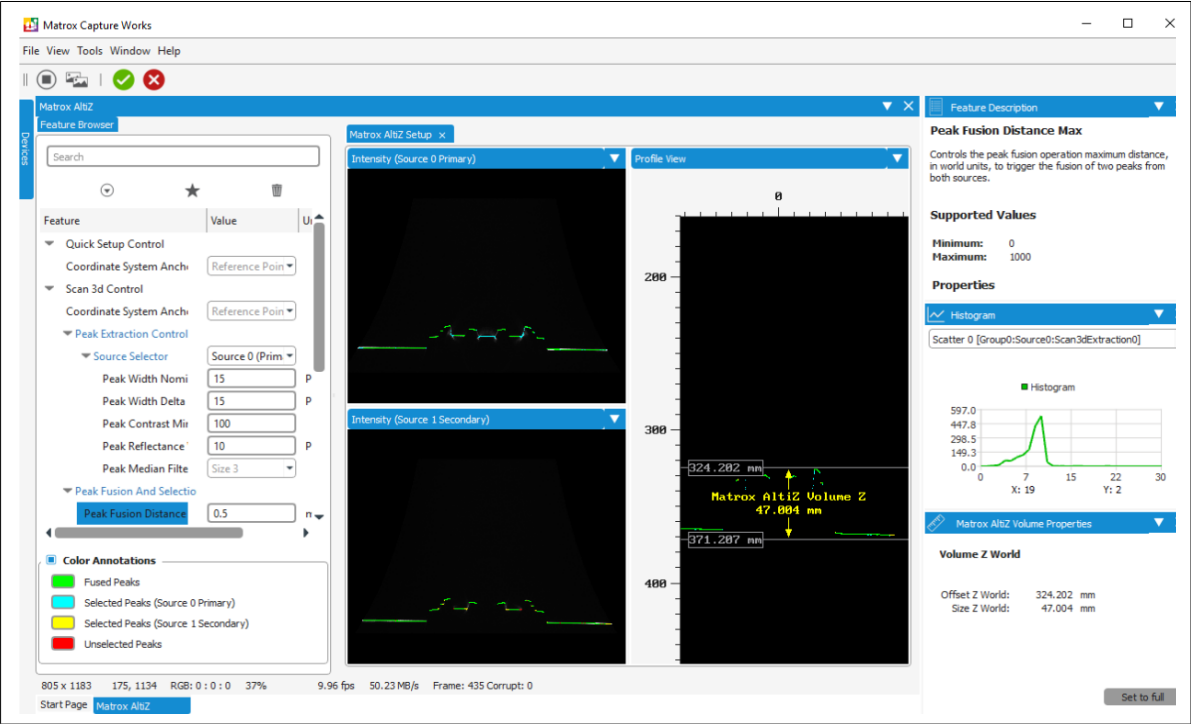 Matrox Capture Works
File View Tools Window Help
Matrox AltiZ
Feature Browser
Devices
Search
Feature Value
Quick Setup Control
Coordinate System Anch Reference Poin
Scan 3d Control
Coordinate System Anch Reference Poin
Peak Extraction Control
Source Selector Source 0 (Prim
Peak Width Nomi 15 P
Peak Width Delta 15 P
Peak Contrast Mir 100
Peak Reflectance 10 P
Peak Median Filte Size 3
Peak Fusion And Selectio
Peak Fusion Distance 0.5
Color Annotations
Fused Peaks
Selected Peaks (Source 0 Primary)
Selected Peaks (Source 1 Secondary)
Unselected Peaks
Matrox AltiZ Setup ×
Intensity (Source 0 Primary)
Intensity (Source 1 Secondary)
Profile View
0
200
300
324.202 mm
Matrox AltiZ Volume Z
47.004 mm
371.207 mm
400
Feature Description
Peak Fusion Distance Max
Controls the peak fusion operation maximum distance,
in world units, to trigger the fusion of two peaks from
both sources.
Supported Values
Minimum: 0
Maximum: 1000
Properties
Histogram
Scatter 0 [Group0:Source0:Scan3dExtraction0]
Histogram
597.0
447.8
298.5
149.3
0.0
0 7 15 22 30
X: 19 Y: 2
Matrox AltiZ Volume Properties
Volume Z World
Offset Z World: 324.202 mm
Size Z World: 47.004 mm
Set to full
805 x 1183 175, 1134 RGB: 0 : 0 : 0 37% 9.96 fps 50.23 MB/s Frame: 435 Corrupt: 0
Start Page Matrox AltiZ